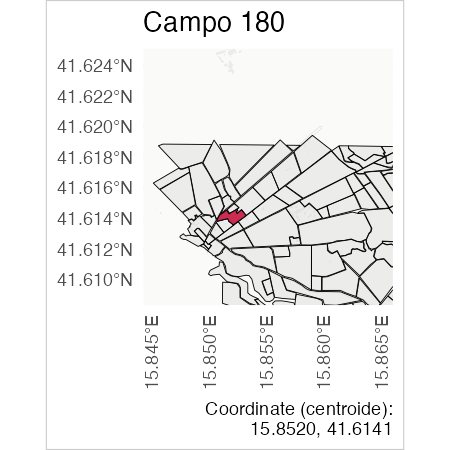 Campo 180
41.624°N
41.622°N
41.620°N
41.618°N
41.616°N
41.614°N
41.612°N
41.610°N
15.845°E
15.850°E
15.855°E
15.860°E
15.865°E
Coordinate (centroide):
15.8520, 41.6141